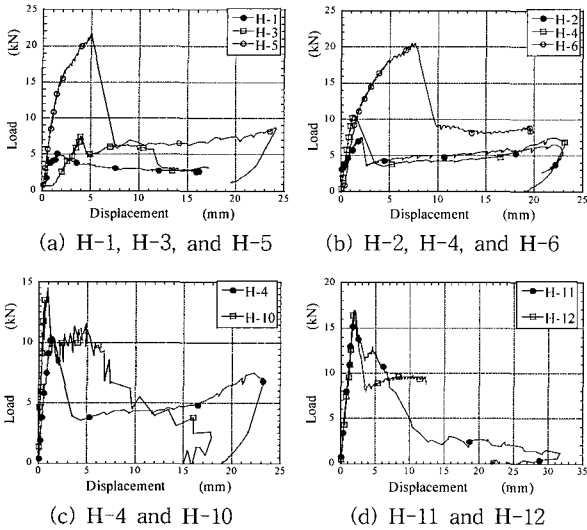 H-1
H-3
H-5
(kN)
Load
25
20
15
10
5
0
0 5 10 15 20 25
Displacement (mm)
(a) H-1, H-3, and H-5
H-2
H-4
H-6
(kN)
Load
25
20
15
10
5
0
0 5 10 15 20 25 30
Displacement (mm)
(b) H-2, H-4, and H-6
H-4
H-10
(kN)
Load
15
10
5
0
0 5 10 15 20 25
Displacement (mm)
(c) H-4 and H-10
H-11
H-12
(kN)
Load
20
15
10
5
0
0 5 10 15 20 25 30 35
Displacement (mm)
(d) H-11 and H-12